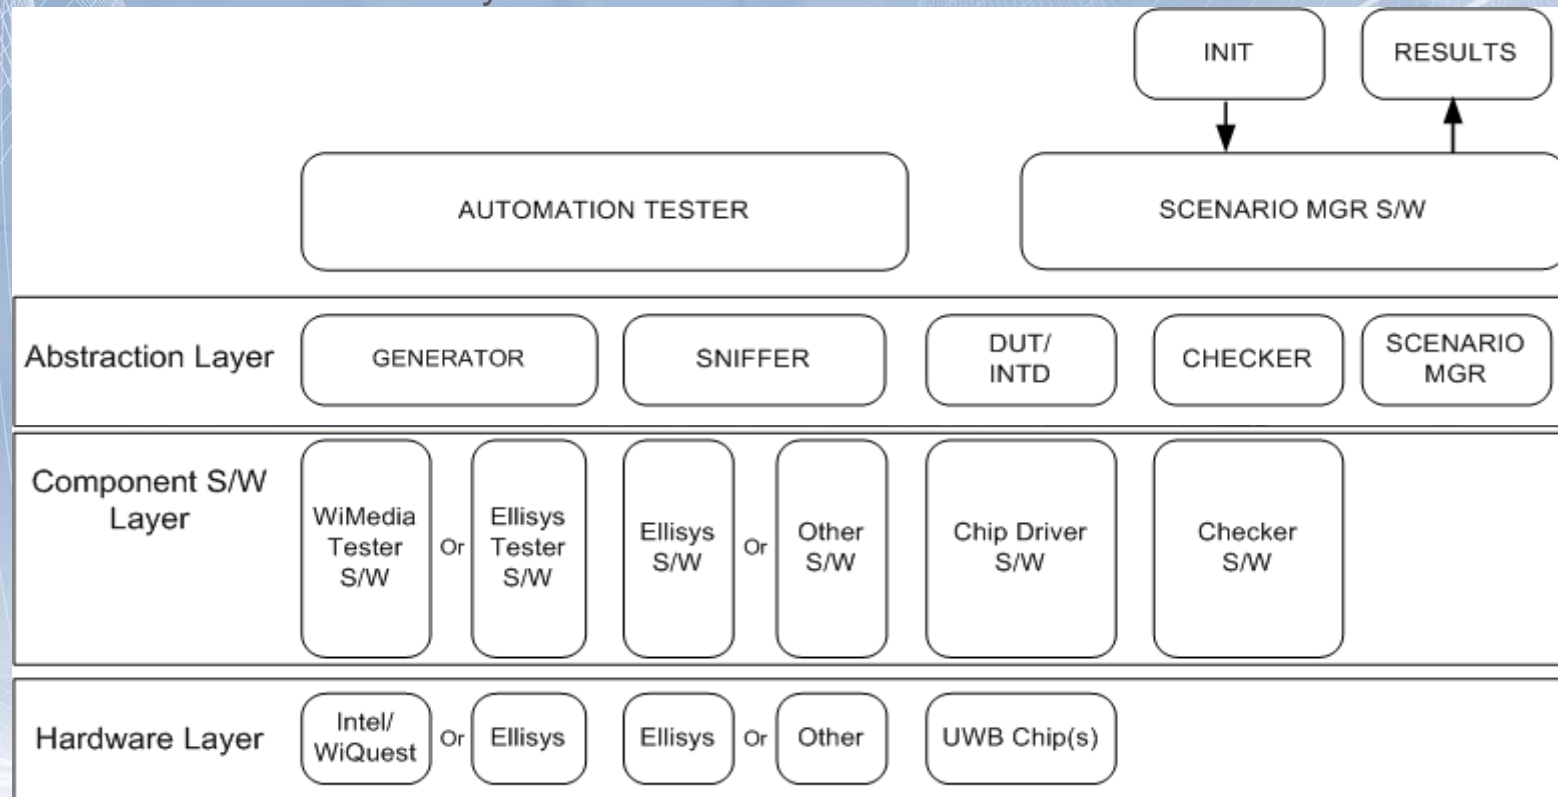 INIT
RESULTS
AUTOMATION TESTER
SCENARIO MGR S/W
Abstraction Layer
GENERATOR
SNIFFER
DUT/
INTD
CHECKER
SCENARIO
MGR
Component S/W
Layer
WiMedia
Tester
S/W
Or
Ellisys
Tester
S/W
Ellisys
S/W
Or
Other
S/W
Chip Driver
S/W
Checker
S/W
Hardware Layer
Intel/
WiQuest
Or
Ellisys
Ellisys
Or
Other
UWB Chip(s)